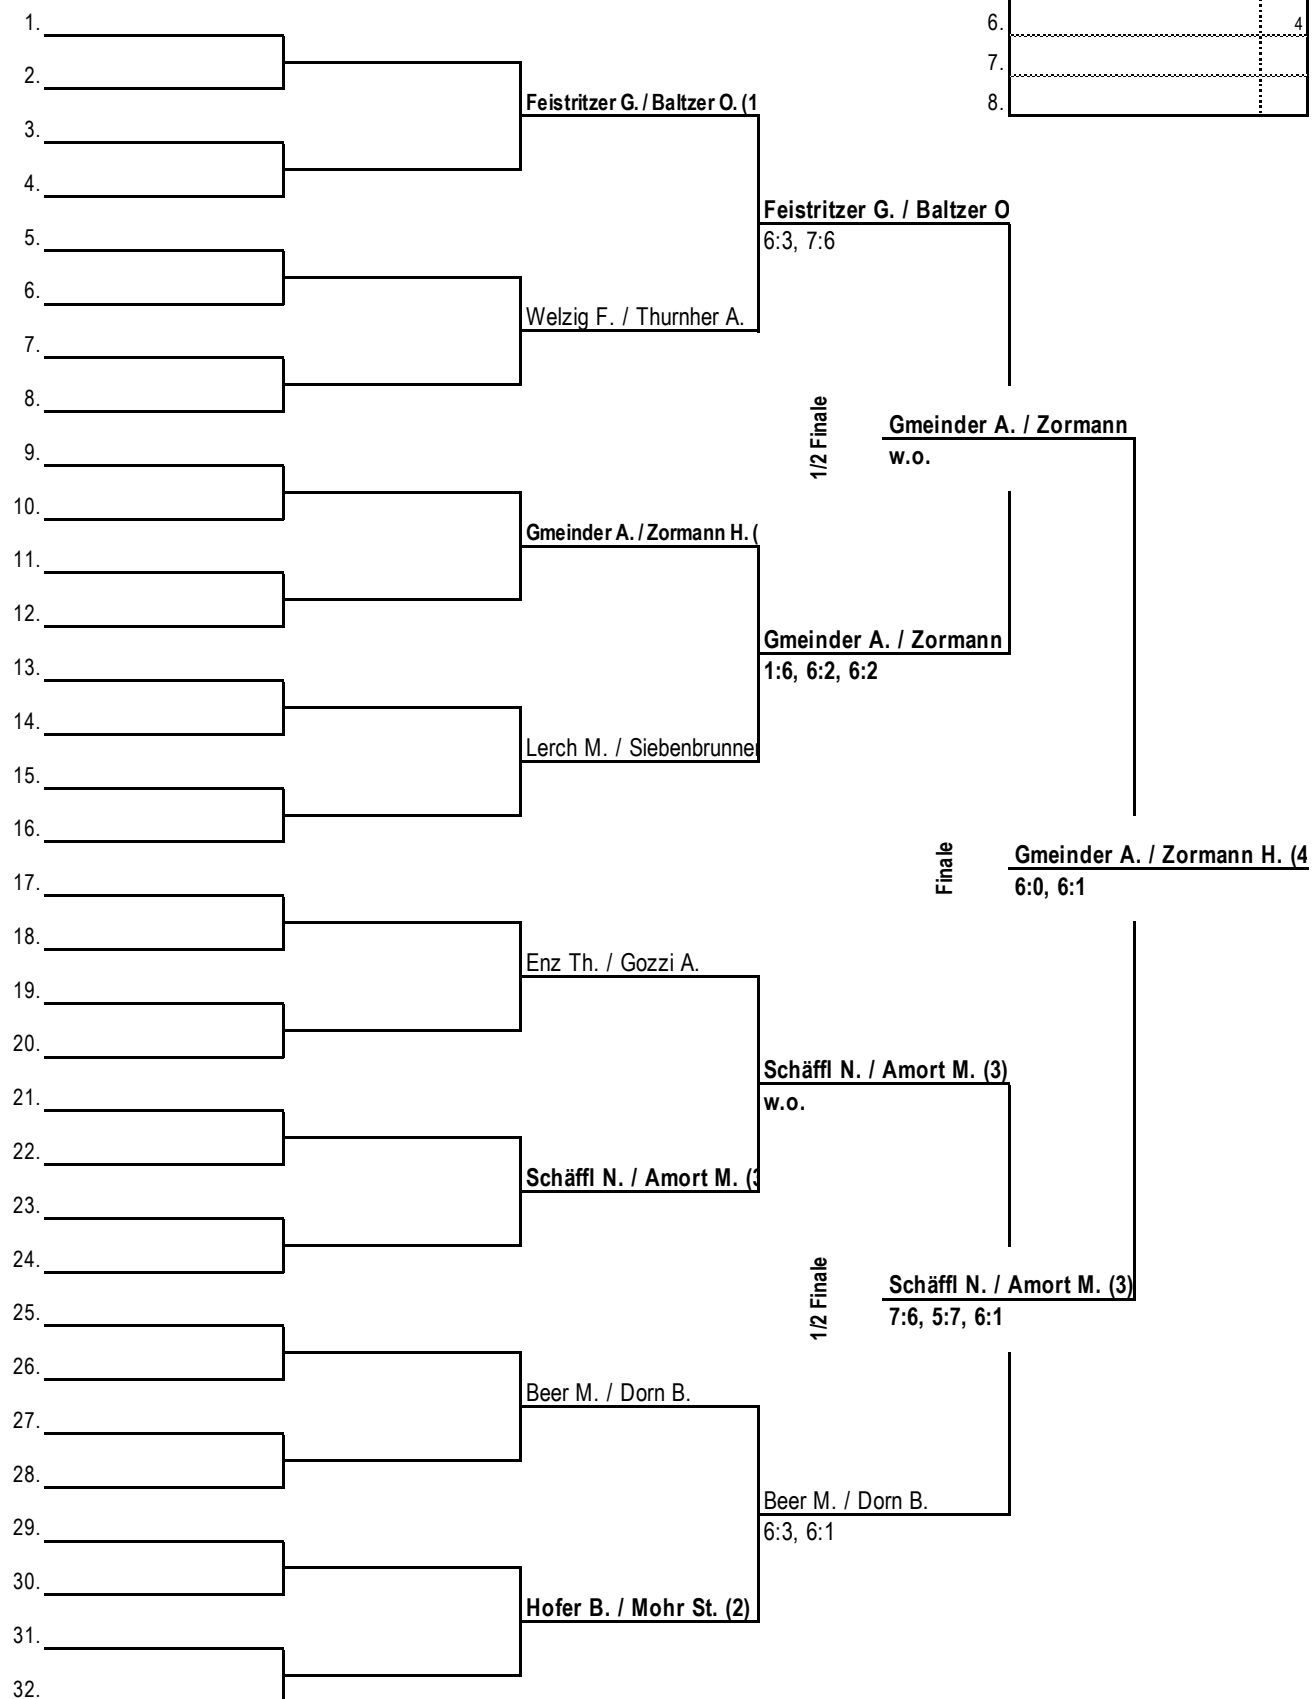 1.
6.
4
2.
7.
Feistritzer G. / Baltzer O. (1
8.
3.
4.
Feistritzer G. / Baltzer O
5.
6:3, 7:6
6.
Welzig F. / Thurnher A.
7.
8.
1/2 Finale
Gmeinder A. / Zormann
9.
w.o.
10.
Gmeinder A. / Zormann H. (
11.
12.
Gmeinder A. / Zormann
13.
1:6, 6:2, 6:2
14.
Lerch M. / Siebenbrunner
15.
16.
Finale
Gmeinder A. / Zormann H. (4
17.
6:0, 6:1
18.
Enz Th. / Gozzi A.
19.
20.
Schäffl N. / Amort M. (3)
21.
w.o.
22.
Schäffl N. / Amort M. (3
23.
24.
1/2 Finale
Schäffl N. / Amort M. (3)
25.
7:6, 5:7, 6:1
26.
Beer M. / Dorn B.
27.
28.
Beer M. / Dorn B.
29.
6:3, 6:1
30.
Hofer B. / Mohr St. (2)
31.
32.